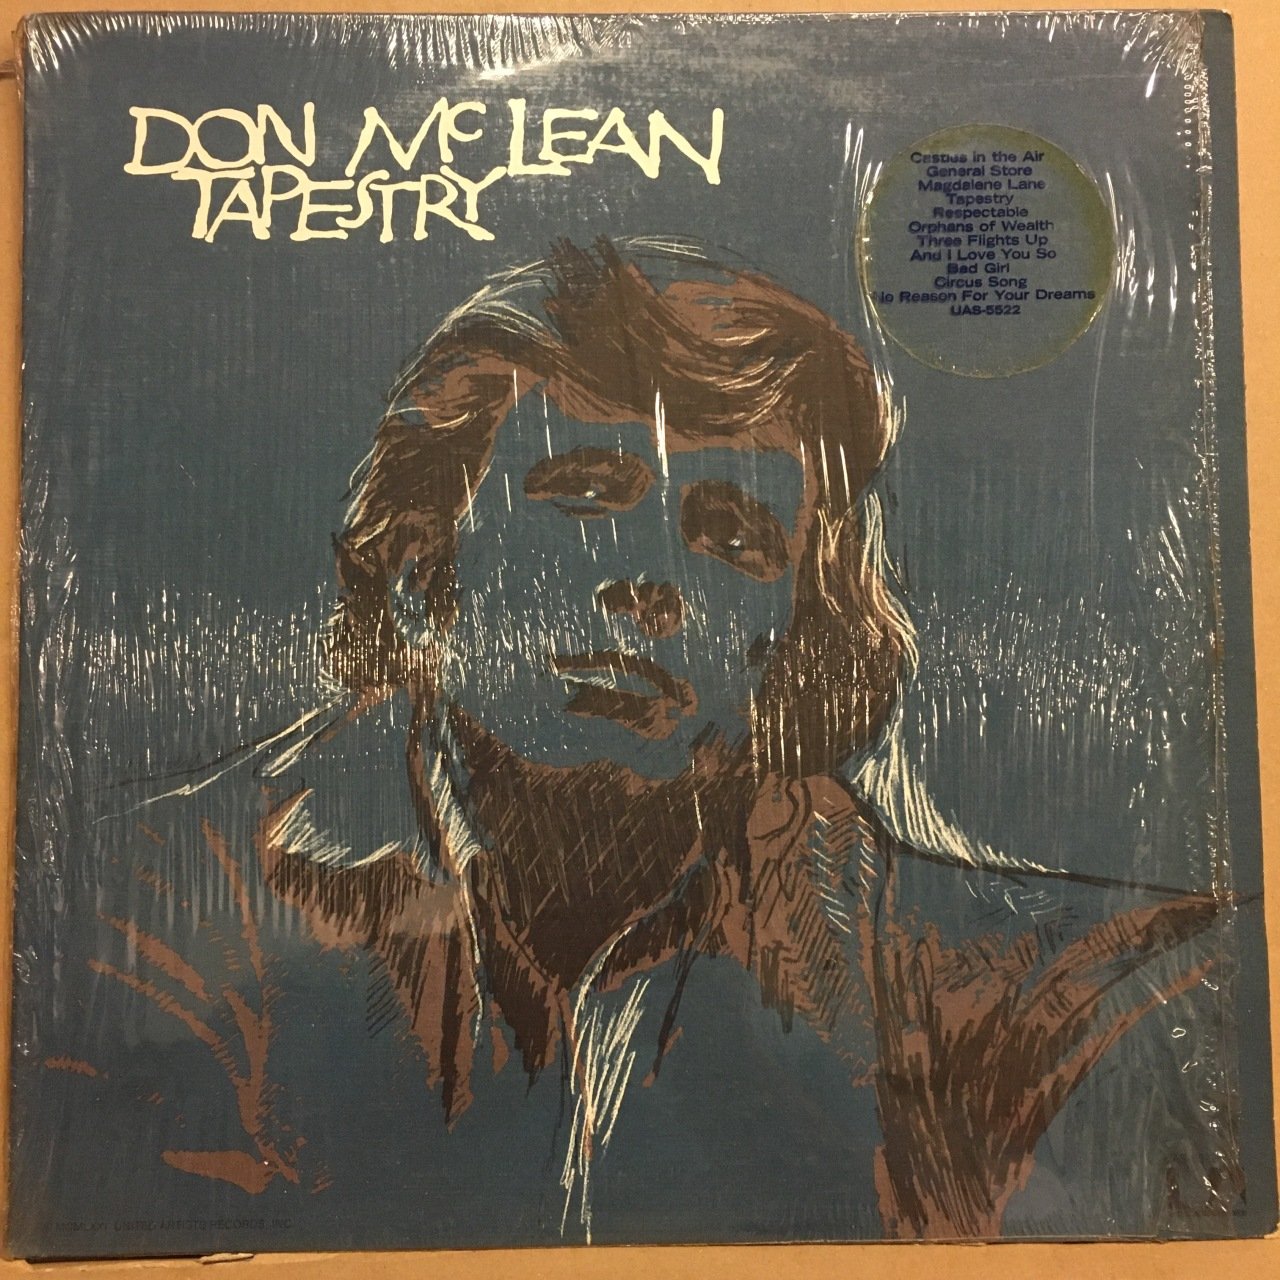 DON MCLEAN
TAPESTRY
Castles in the Air
General Store
Magdalene Lane
Tapestry
Respectable
Orphans of Wealth
Three Flights Up
And I Love You So
Bad Girl
Circus Song
No Reason For Your Dreams
UAS-5522
UNITED ARTISTS RECORDS, INC.